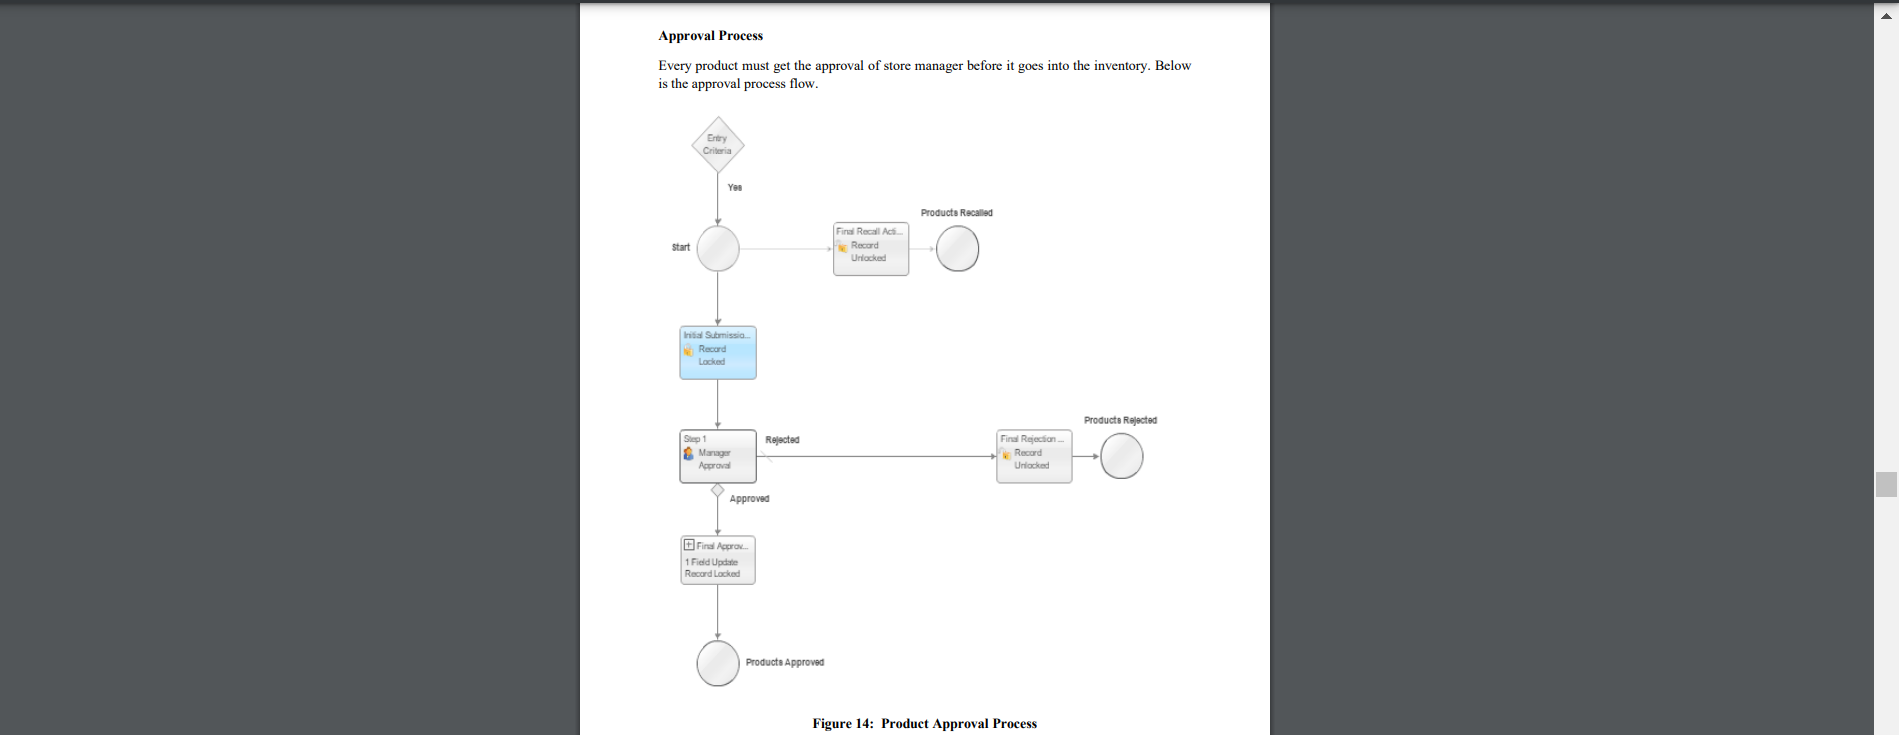 Approval Process
Every product must get the approval of store manager before it goes into the inventory. Below
is the approval process flow.
Entry
Criteria
Yes
Products Recalled
Start
Final Recall Acti...
Record
Unlocked
Initial Submissio...
Record
Locked
Products Rejected
Step 1
Manager
Approval
Rejected
Final Rejection ...
Record
Unlocked
Approved
Final Approv...
1 Field Update
Record Locked
Products Approved
Figure 14: Product Approval Process